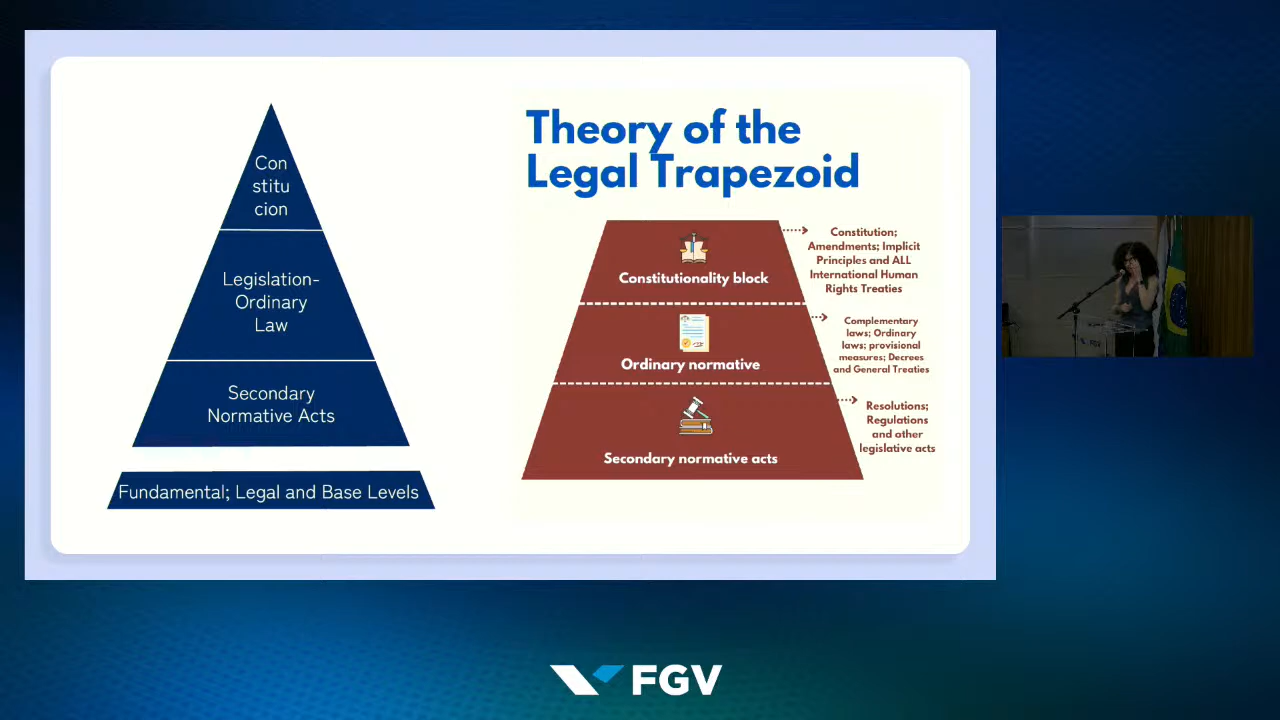 Con
stitu
cion
Legislation-
Ordinary
Law
Secondary
Normative Acts
Fundamental; Legal and Base Levels
Theory of the
Legal Trapezoid
Constitutionality block
Constitution;
Amendments; Implicit
Principles and ALL
International Human
Rights Treaties
Ordinary normative
Complementary
laws; Ordinary
laws; provisional
measures; Decrees
and General Treaties
Secondary normative acts
Resolutions;
Regulations
and other
legislative acts
FGV